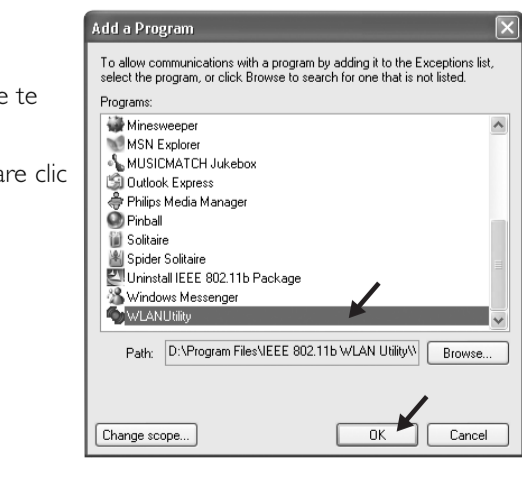 Add a Program
To allow communications with a program by adding it to the Exceptions list,
select the program, or click Browse to search for one that is not listed.
e te
Programs:
Minesweeper
MSN Explorer
are clic
MUSICMATCH Jukebox
Outlook Express
Philips Media Manager
Pinball
Solitaire
Spider Solitaire
Uninstall IEEE 802.11b Package
Windows Messenger
WLANUtility
Path: D:\Program Files\IEEE 802.11b WLAN Utility\ Browse...
Change scope... OK Cancel